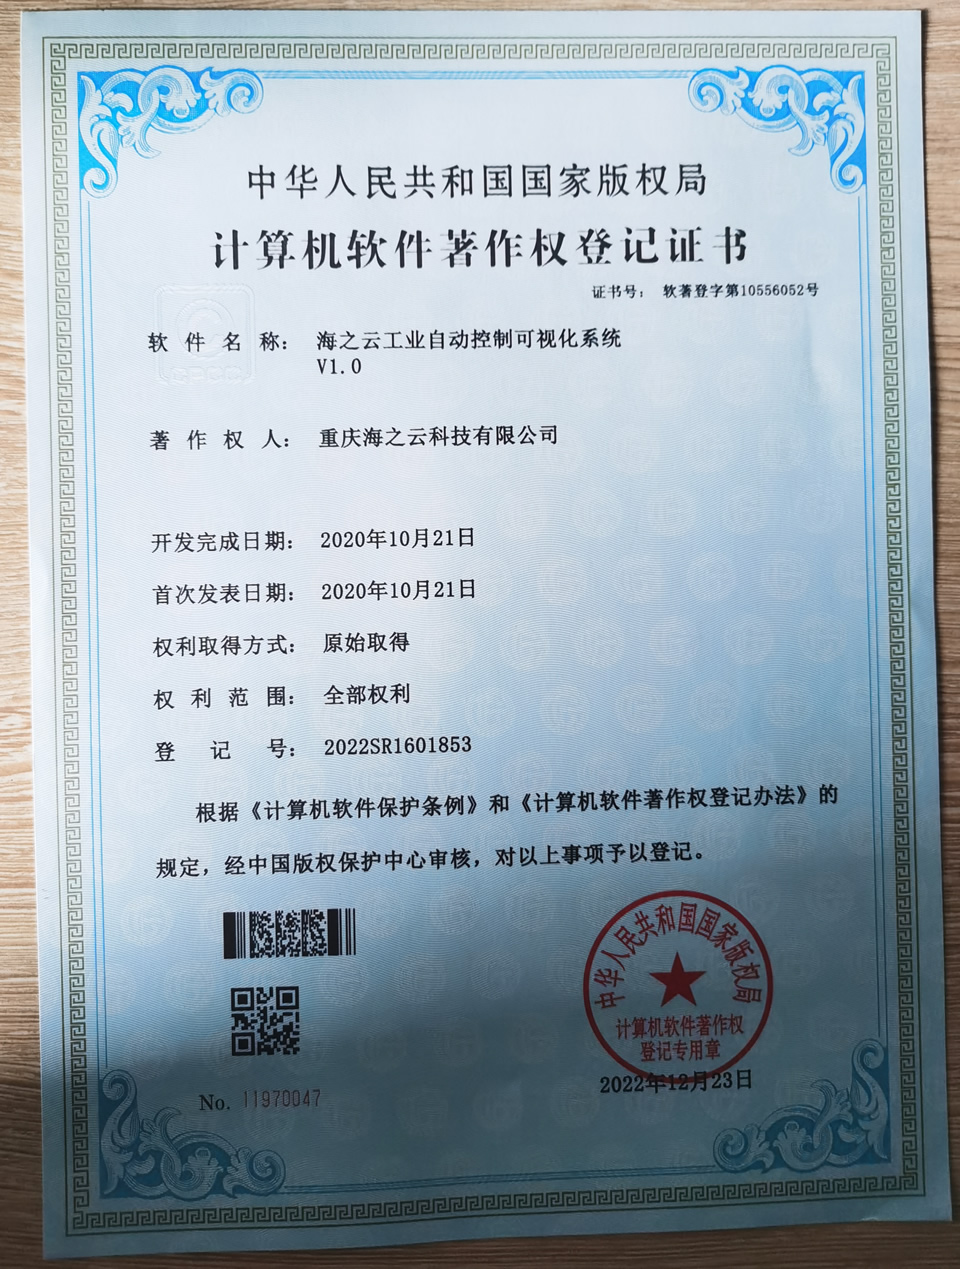 中华人民共和国国家版权局
计算机软件著作权登记证书
证书号： 软著登字第10556052号
软件名称： 海之云工业自动控制可视化系统
V1.0
著作权人： 重庆海之云科技有限公司
开发完成日期： 2020年10月21日
首次发表日期： 2020年10月21日
权利取得方式： 原始取得
权利范围： 全部权利
登记号： 2022SR1601853
根据《计算机软件保护条例》和《计算机软件著作权登记办法》的
规定，经中国版权保护中心审核，对以上事项予以登记。
中华人民共和国国家版权局
计算机软件著作权
登记专用章
2022年12月23日
No. 11970047
CPCC